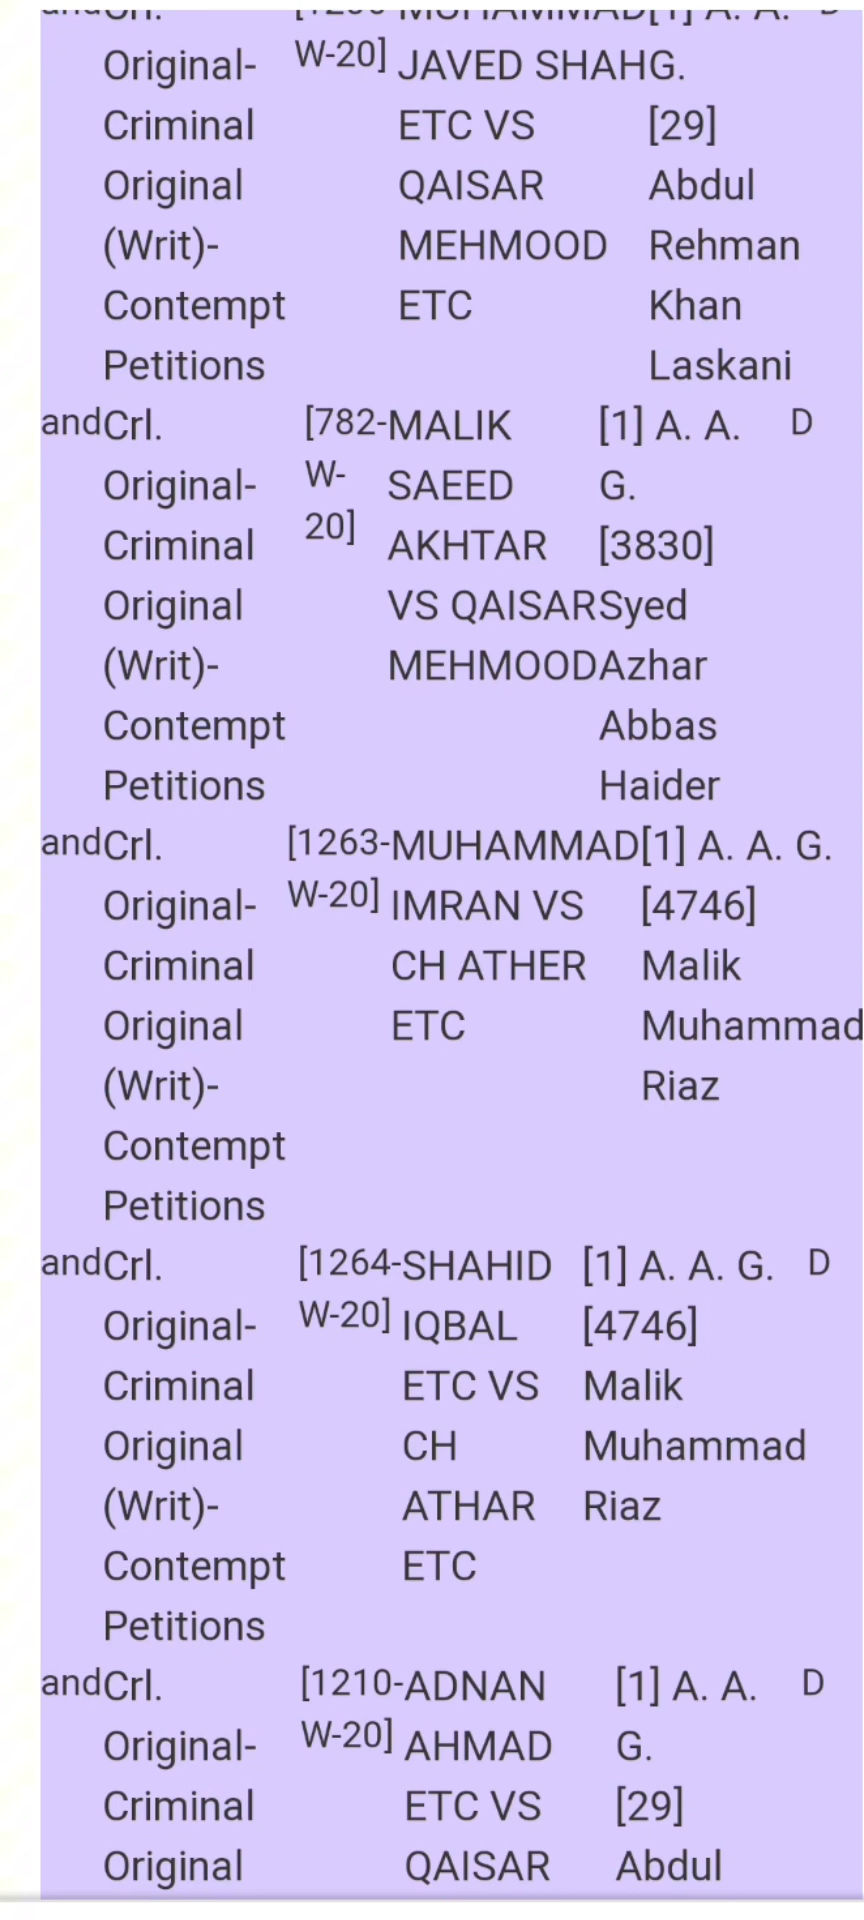 JAVED SHAHG.
Original- W-20] 
Criminal ETC VS [29]
Original QAISAR Abdul
(Writ)- MEHMOOD Rehman
Contempt ETC Khan
Petitions Laskani
andCrl. [782-MALIK [1] A. A. D
Original- W- SAEED G.
Criminal 20] AKHTAR [3830]
Original VS QAISARSyed
(Writ)- MEHMOODAzhar
Contempt Abbas
Petitions Haider
andCrl. [1263-MUHAMMAD[1] A. A. G.
Original- W-20] IMRAN VS [4746]
Criminal CH ATHER Malik
Original ETC Muhammad
(Writ)- Riaz
Contempt
Petitions
andCrl. [1264-SHAHID [1] A. A. G. D
Original- W-20] IQBAL [4746]
Criminal ETC VS Malik
Original CH Muhammad
(Writ)- ATHAR Riaz
Contempt ETC
Petitions
andCrl. [1210-ADNAN [1] A. A. D
Original- W-20] AHMAD G.
Criminal ETC VS [29]
Original QAISAR Abdul